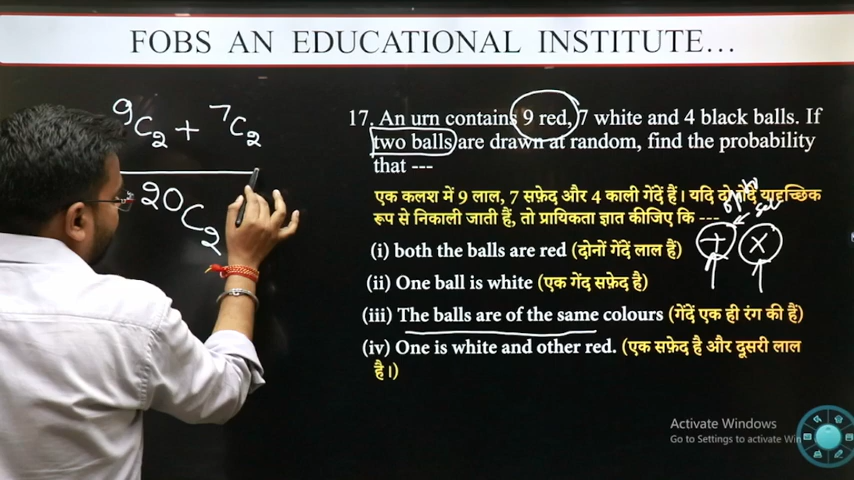 FOBS AN EDUCATIONAL INSTITUTE...
⁹C₂ + ⁷C₂
²⁰C₂
17. An urn contains 9 red, 7 white and 4 black balls. If
two balls are drawn at random, find the probability
that ---
एक कलश में 9 लाल, 7 सफ़ेद और 4 काली गेंदें हैं। यदि दो गेंदें यादृच्छिक
रूप से निकाली जाती हैं, तो प्रायिकता ज्ञात कीजिए कि ---
(i) both the balls are red (दोनों गेंदें लाल है)
+ ×
(ii) One ball is white (एक गेंद सफ़ेद है)
(iii) The balls are of the same colours (गेंदें एक ही रंग की हैं)
(iv) One is white and other red. (एक सफ़ेद है और दूसरी लाल
है।)
Activate Windows
Go to Settings to activate Win